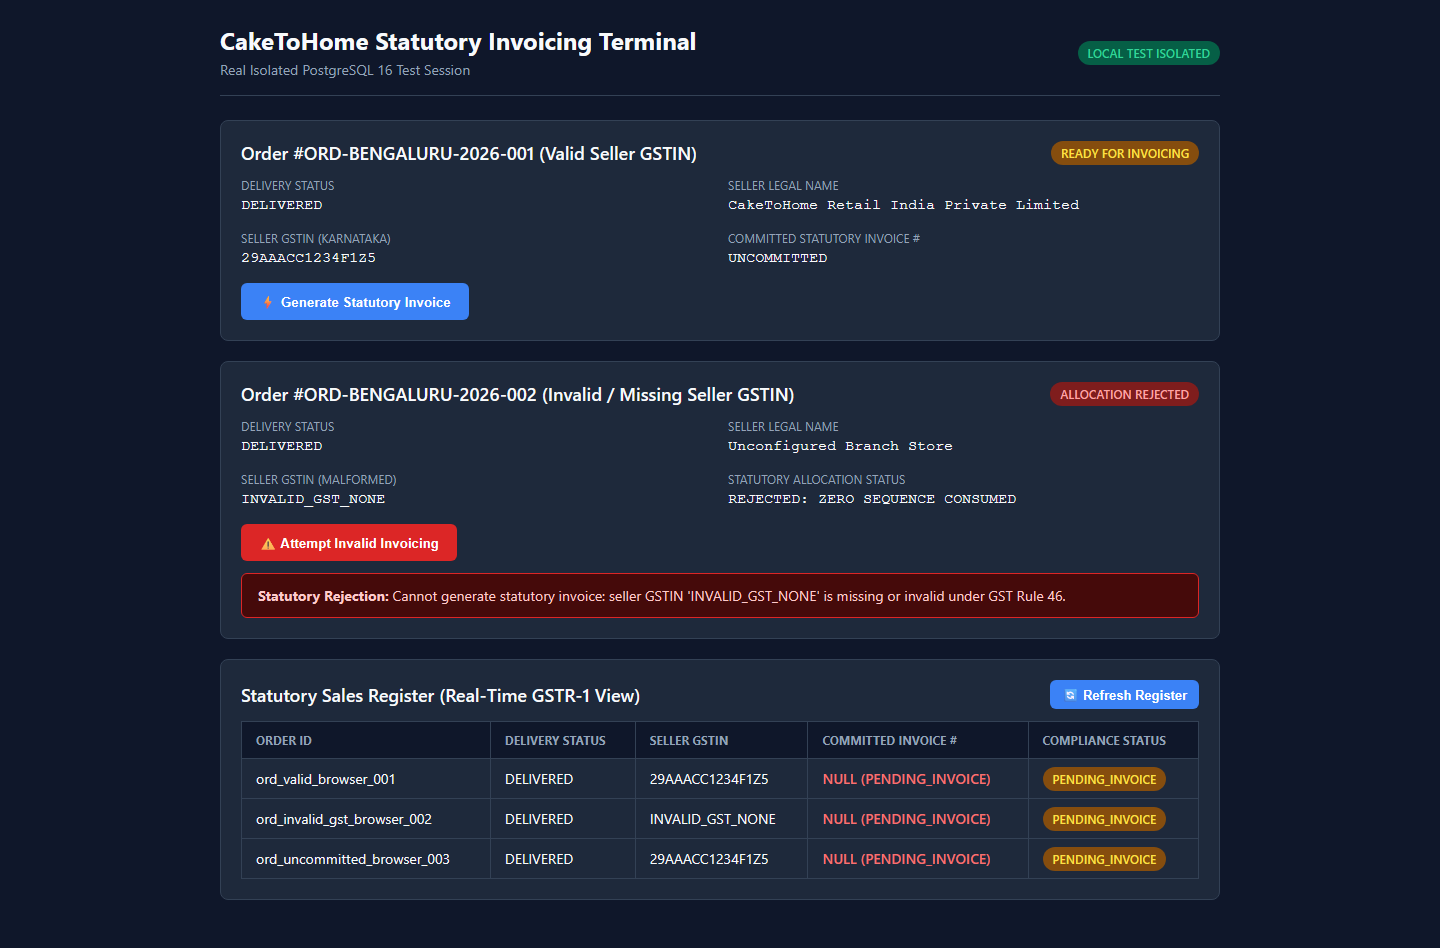 CakeToHome Statutory Invoicing Terminal
Real Isolated PostgreSQL 16 Test Session
LOCAL TEST ISOLATED
Order #ORD-BENGALURU-2026-001 (Valid Seller GSTIN)
READY FOR INVOICING
DELIVERY STATUS
DELIVERED
SELLER LEGAL NAME
CakeToHome Retail India Private Limited
SELLER GSTIN (KARNATAKA)
29AAACC1234F1Z5
COMMITTED STATUTORY INVOICE #
UNCOMMITTED
⚡ Generate Statutory Invoice
Order #ORD-BENGALURU-2026-002 (Invalid / Missing Seller GSTIN)
ALLOCATION REJECTED
DELIVERY STATUS
DELIVERED
SELLER LEGAL NAME
Unconfigured Branch Store
SELLER GSTIN (MALFORMED)
INVALID_GST_NONE
STATUTORY ALLOCATION STATUS
REJECTED: ZERO SEQUENCE CONSUMED
⚠️ Attempt Invalid Invoicing
Statutory Rejection: Cannot generate statutory invoice: seller GSTIN 'INVALID_GST_NONE' is missing or invalid under GST Rule 46.
Statutory Sales Register (Real-Time GSTR-1 View)
🔄 Refresh Register
ORDER ID DELIVERY STATUS SELLER GSTIN COMMITTED INVOICE # COMPLIANCE STATUS
ord_valid_browser_001 DELIVERED 29AAACC1234F1Z5 NULL (PENDING_INVOICE) PENDING_INVOICE
ord_invalid_gst_browser_002 DELIVERED INVALID_GST_NONE NULL (PENDING_INVOICE) PENDING_INVOICE
ord_uncommitted_browser_003 DELIVERED 29AAACC1234F1Z5 NULL (PENDING_INVOICE) PENDING_INVOICE